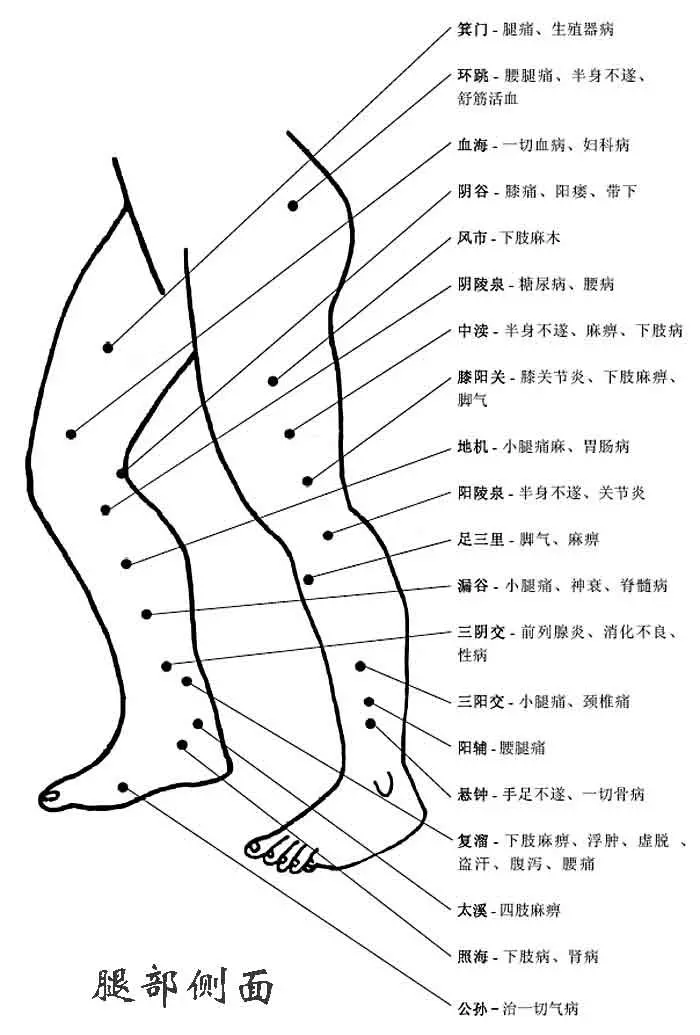 箕门 - 腿痛、生殖器病
环跳 - 腰腿痛、半身不遂、
舒筋活血
血海 - 一切血病、妇科病
阴谷 - 膝痛、阳痿、带下
风市 - 下肢麻木
阴陵泉 - 糖尿病、腰病
中渎 - 半身不遂、麻痹、下肢病
膝阳关 - 膝关节炎、下肢麻痹、
脚气
地机 - 小腿痛麻、胃肠病
阳陵泉 - 半身不遂、关节炎
足三里 - 脚气、麻痹
漏谷 - 小腿痛、神衰、脊髓病
三阴交 - 前列腺炎、消化不良、
性病
三阳交 - 小腿痛、颈椎痛
阳辅 - 腰腿痛
悬钟 - 手足不遂、一切骨病
复溜 - 下肢麻痹、浮肿、虚脱 、
盗汗、腹泻、腰痛
太溪 - 四肢麻痹
照海 - 下肢病、肾病
公孙 - 治一切气病
腿部侧面